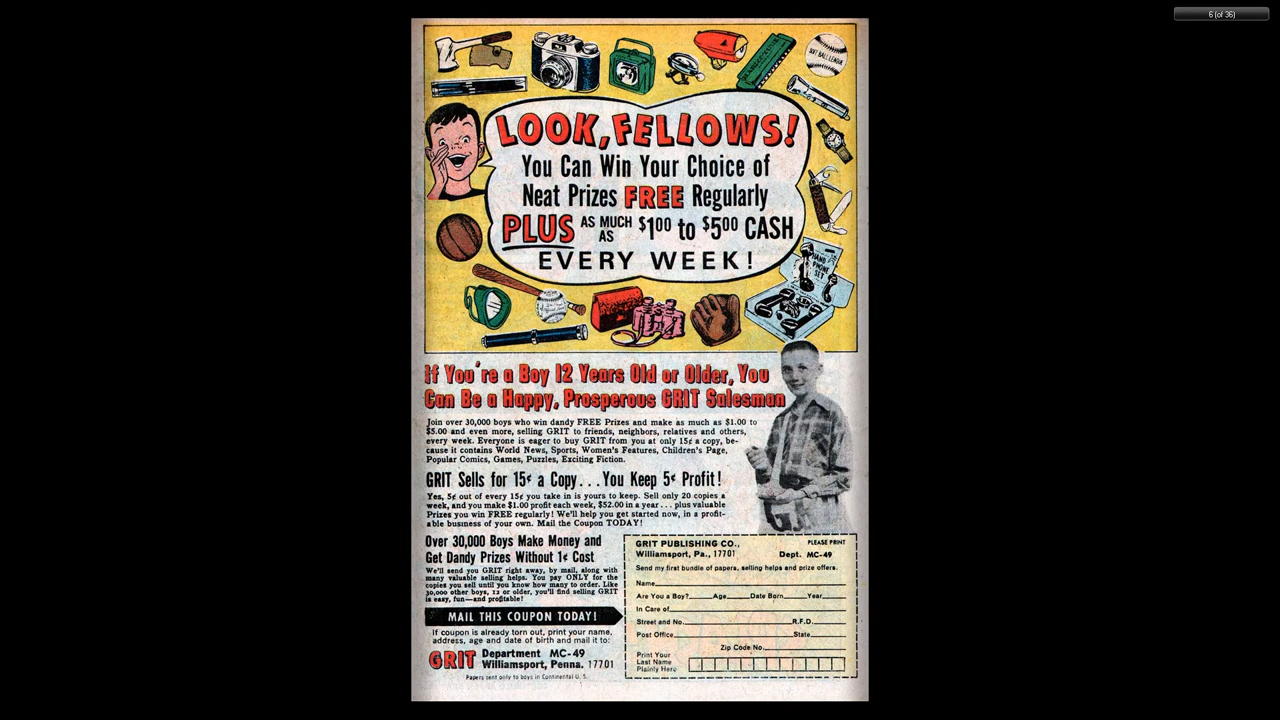 6 (of 36)
SOFT BALL LEAGUE
LOOK, FELLOWS!
You Can Win Your Choice of
Neat Prizes FREE Regularly
PLUS AS MUCH AS $1.00 to $5.00 CASH
EVERY WEEK!
HAND PHONE SET
If You're a Boy 12 Years Old or Older, You
Can Be a Happy, Prosperous GRIT Salesman
Join over 30,000 boys who win dandy FREE Prizes and make as much as $1.00 to
$5.00 and even more, selling GRIT to friends, neighbors, relatives and others,
every week. Everyone is eager to buy GRIT from you at only 15¢ a copy, be-
cause it contains World News, Sports, Women's Features, Children's Page,
Popular Comics, Games, Puzzles, Exciting Fiction.
GRIT Sells for 15¢ a Copy...You Keep 5¢ Profit!
Yes, 5¢ out of every 15¢ you take in is yours to keep. Sell only 20 copies a
week, and you make $1.00 profit each week, $52.00 in a year . . . plus valuable
Prizes you win FREE regularly! We'll help you get started now, in a profit-
able business of your own. Mail the Coupon TODAY!
Over 30,000 Boys Make Money and
Get Dandy Prizes Without 1¢ Cost
We'll send you GRIT right away, by mail, along with
many valuable selling helps. You pay ONLY for the
copies you sell until you know how many to order. Like
30,000 other boys, 12 or older, you'll find selling GRIT
is easy, fun—and profitable!
MAIL THIS COUPON TODAY!
If coupon is already torn out, print your name,
address, age and date of birth and mail it to:
GRIT Department MC-49
Williamsport, Penna. 17701
Papers sent only to boys in Continental U. S.
GRIT PUBLISHING CO., PLEASE PRINT
Williamsport, Pa., 17701 Dept. MC-49
Send my first bundle of papers, selling helps and prize offers.
Name
Are You a Boy? Age Date Born Year
In Care of
Street and No. R.F.D.
Post Office State
Zip Code No.
Print Your
Last Name
Plainly Here